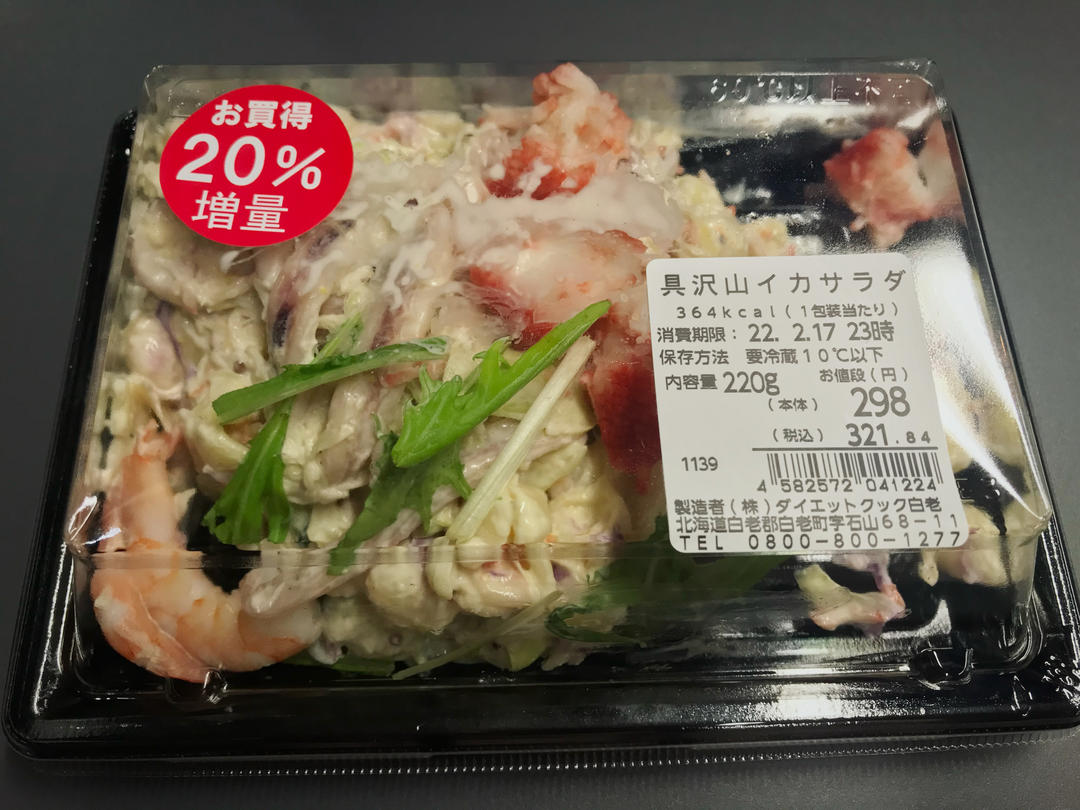 お買得
20%
増量
具沢山イカサラダ
364kcal(1包装当たり)
消費期限: 22. 2.17 23時
保存方法 要冷蔵10℃以下
内容量 220g お値段(円)
(本体) 298
(税込) 321.84
1139
4 582572 041224
製造者(株)ダイエットクック白老
北海道白老郡白老町字石山68-11
TEL 0800-800-1277